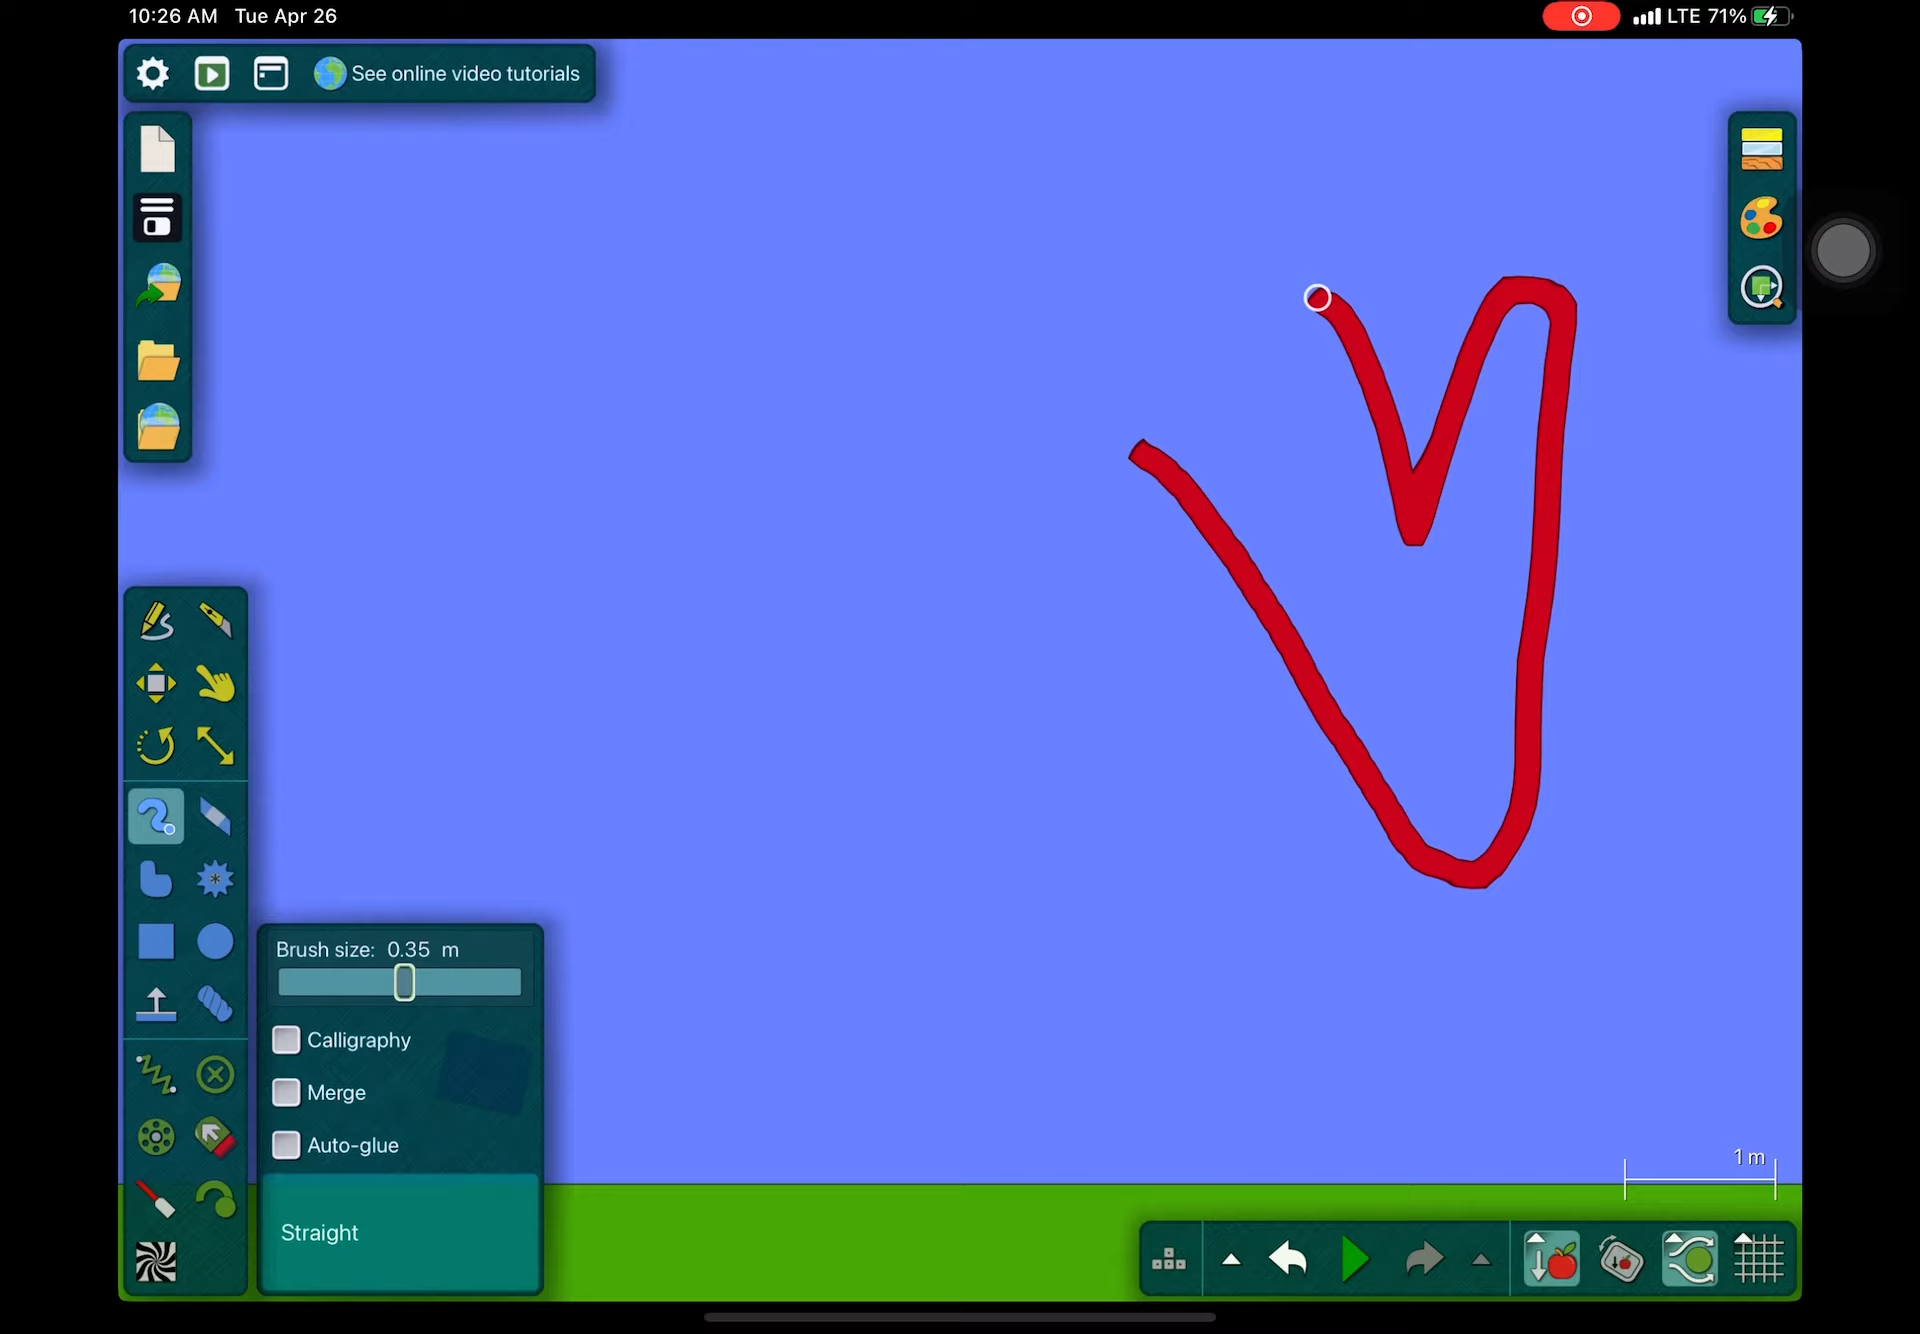 10:26 AM Tue Apr 26
LTE 71%
See online video tutorials
Brush size: 0.35 m
Calligraphy
Merge
Auto-glue
Straight
1 m